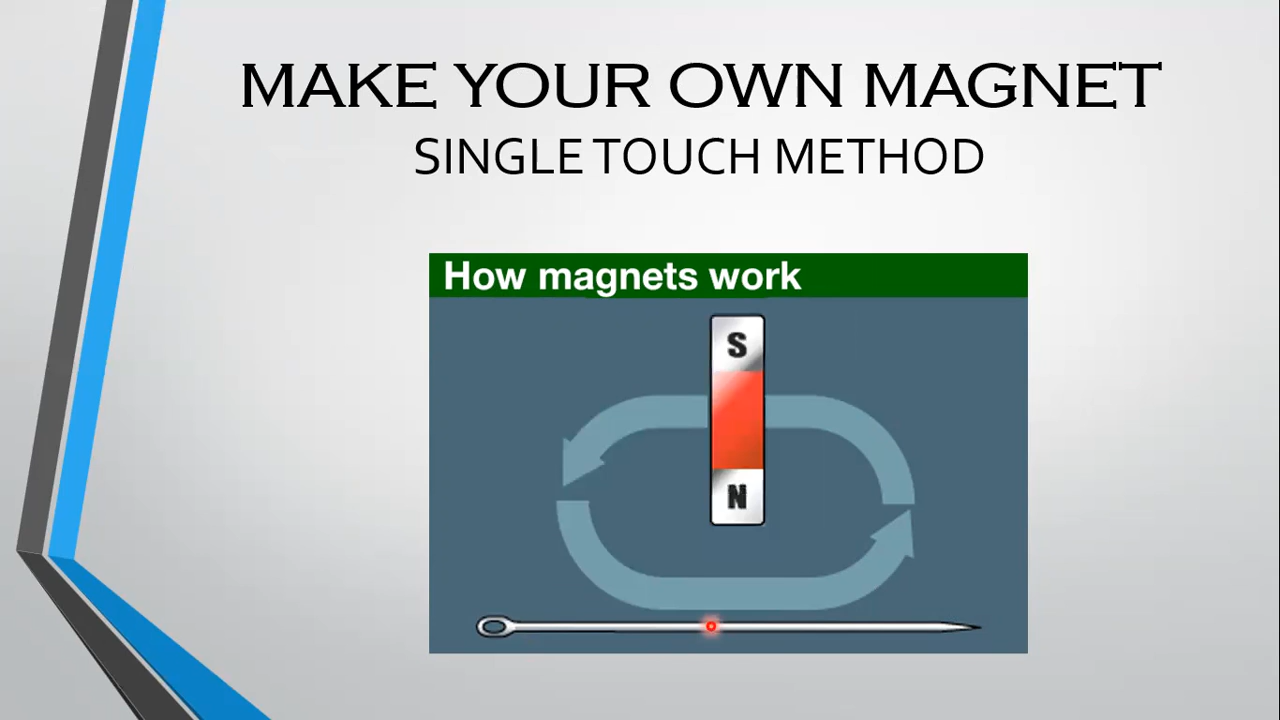 MAKE YOUR OWN MAGNET
SINGLE TOUCH METHOD
How magnets work
S
N